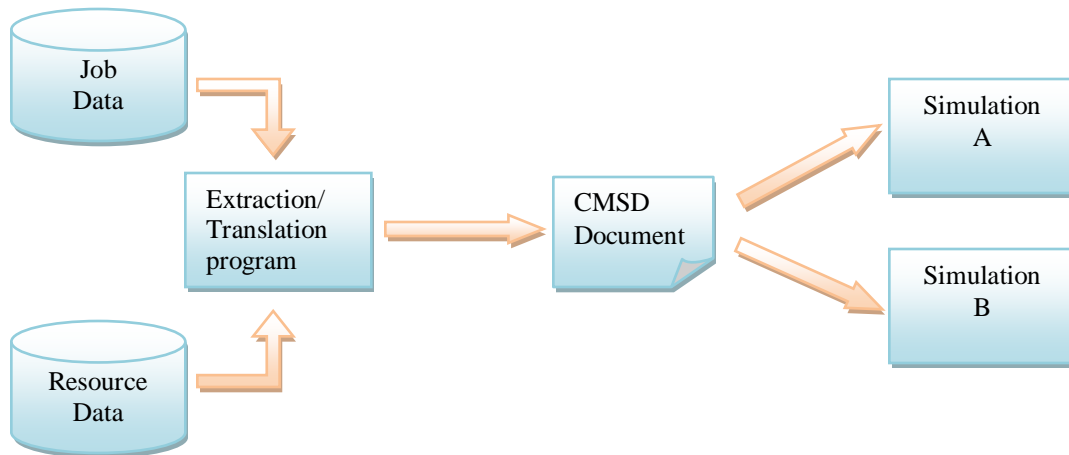 Job
Data
Extraction/
Translation
program
Resource
Data
CMSD
Document
Simulation
A
Simulation
B